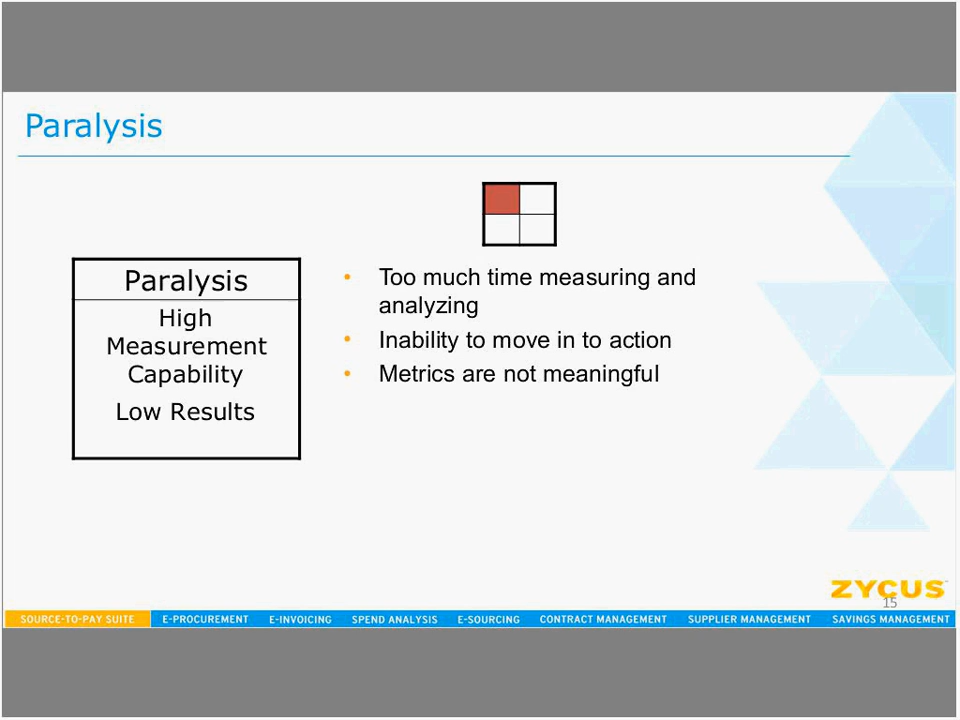 Paralysis
Paralysis
High
Measurement
Capability
Low Results
• Too much time measuring and
analyzing
• Inability to move in to action
• Metrics are not meaningful
ZYCUS
15
SOURCE-TO-PAY SUITE E-PROCUREMENT E-INVOICING SPEND ANALYSIS E-SOURCING CONTRACT MANAGEMENT SUPPLIER MANAGEMENT SAVINGS MANAGEMENT